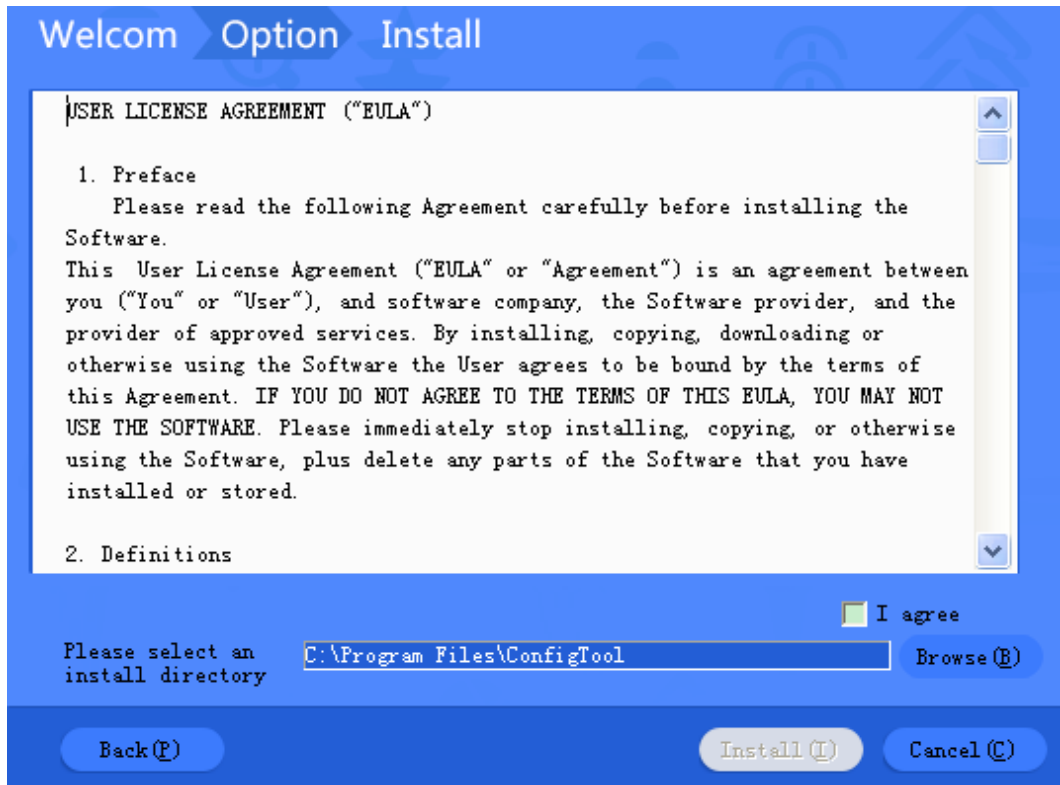 Welcom Option Install
USER LICENSE AGREEMENT (“EULA”)
1. Preface
Please read the following Agreement carefully before installing the
Software.
This User License Agreement (“EULA” or “Agreement”) is an agreement between
you (“You” or “User”), and software company, the Software provider, and the
provider of approved services. By installing, copying, downloading or
otherwise using the Software the User agrees to be bound by the terms of
this Agreement. IF YOU DO NOT AGREE TO THE TERMS OF THIS EULA, YOU MAY NOT
USE THE SOFTWARE. Please immediately stop installing, copying, or otherwise
using the Software, plus delete any parts of the Software that you have
installed or stored.
2. Definitions
I agree
Please select an
install directory
C:\Program Files\ConfigTool
Browse(B)
Back(P)
Install(I)
Cancel(C)